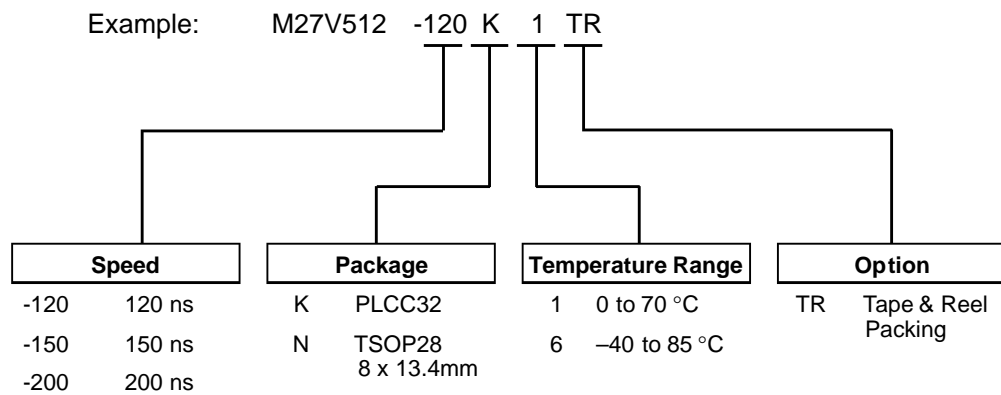 Example: M27V512 -120 K 1 TR
Speed Package Temperature Range Option
-120 120 ns K PLCC32 1 0 to 70 °C TR Tape & Reel
Packing
-150 150 ns N TSOP28 6 –40 to 85 °C
8 x 13.4mm
-200 200 ns